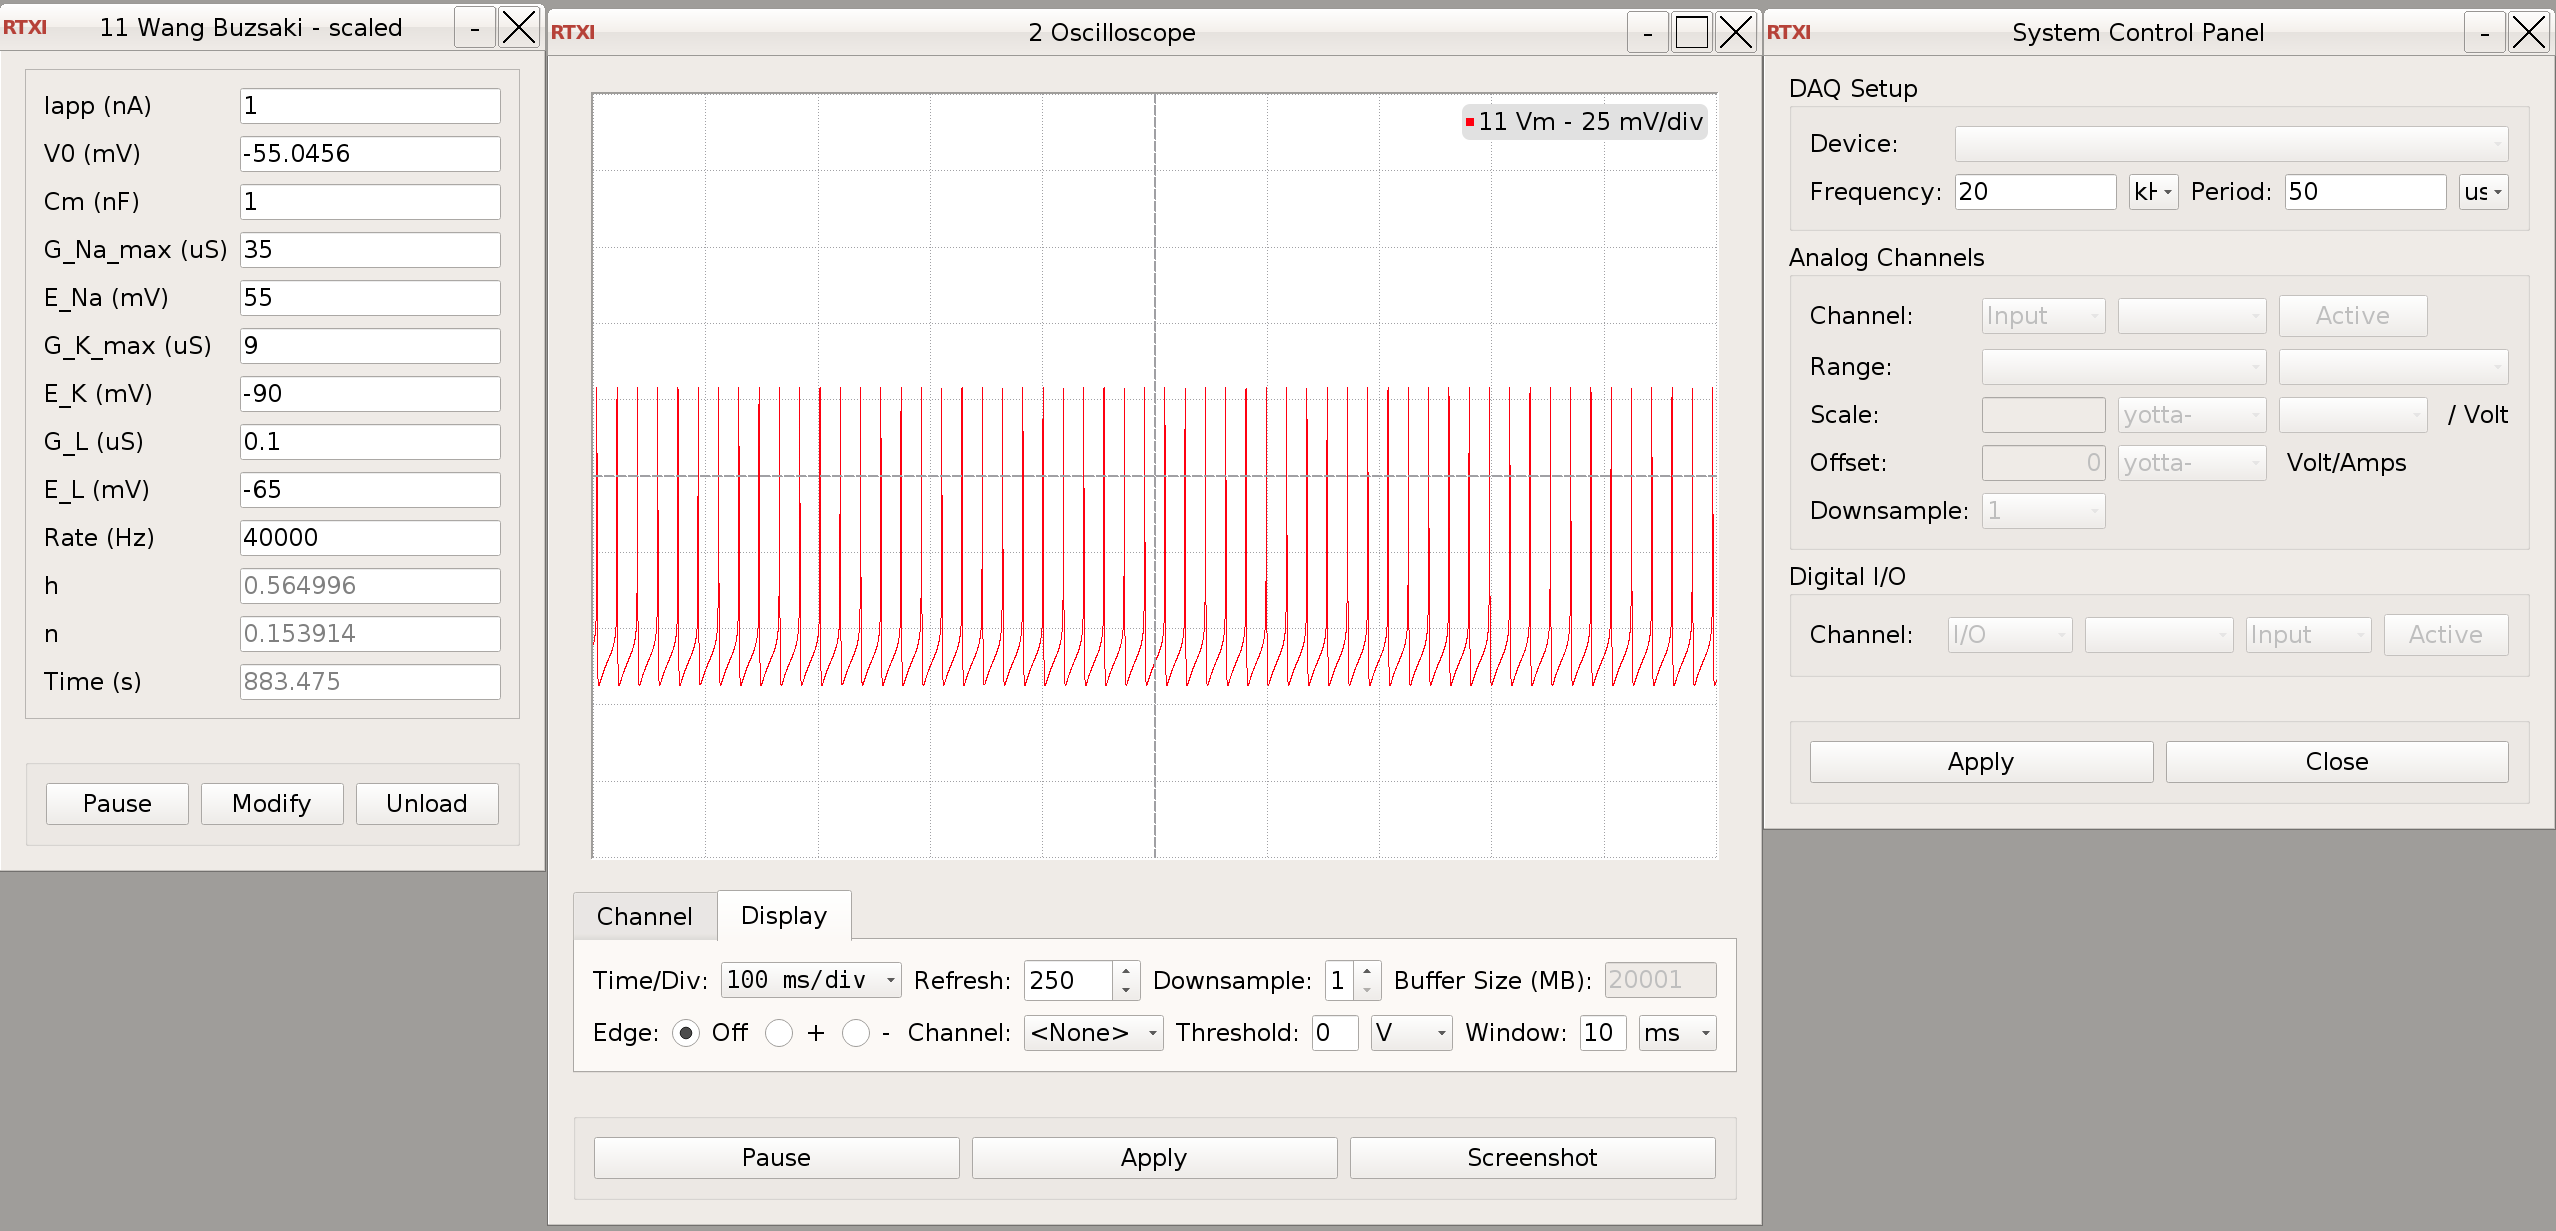 RTXI 11 Wang Buzsaki - scaled -
Iapp (nA) 1
V0 (mV) -55.0456
Cm (nF) 1
G_Na_max (uS) 35
E_Na (mV) 55
G_K_max (uS) 9
E_K (mV) -90
G_L (uS) 0.1
E_L (mV) -65
Rate (Hz) 40000
h 0.564996
n 0.153914
Time (s) 883.475
Pause Modify Unload
RTXI 2 Oscilloscope -
11 Vm - 25 mV/div
Channel Display
Time/Div: 100 ms/div Refresh: 250 Downsample: 1 Buffer Size (MB): 20001
Edge: Off + - Channel: <None> Threshold: 0 V Window: 10 ms
Pause Apply Screenshot
RTXI System Control Panel -
DAQ Setup
Device:
Frequency: 20 Period: 50 us
Analog Channels
Channel: Input Active
Range:
Scale: yotta- / Volt
Offset: 0 yotta- Volt/Amps
Downsample: 1
Digital I/O
Channel: I/O Input Active
Apply Close